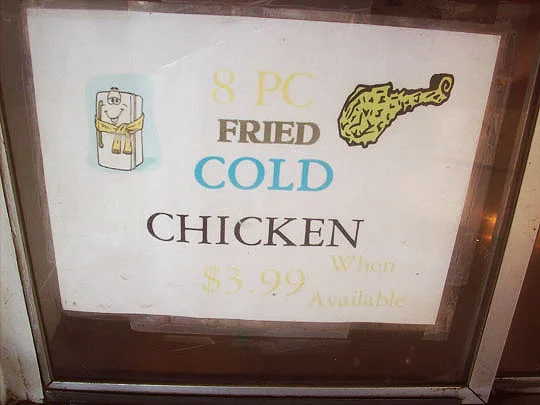 8 PC
FRIED
COLD
CHICKEN
$3.99 When
Available